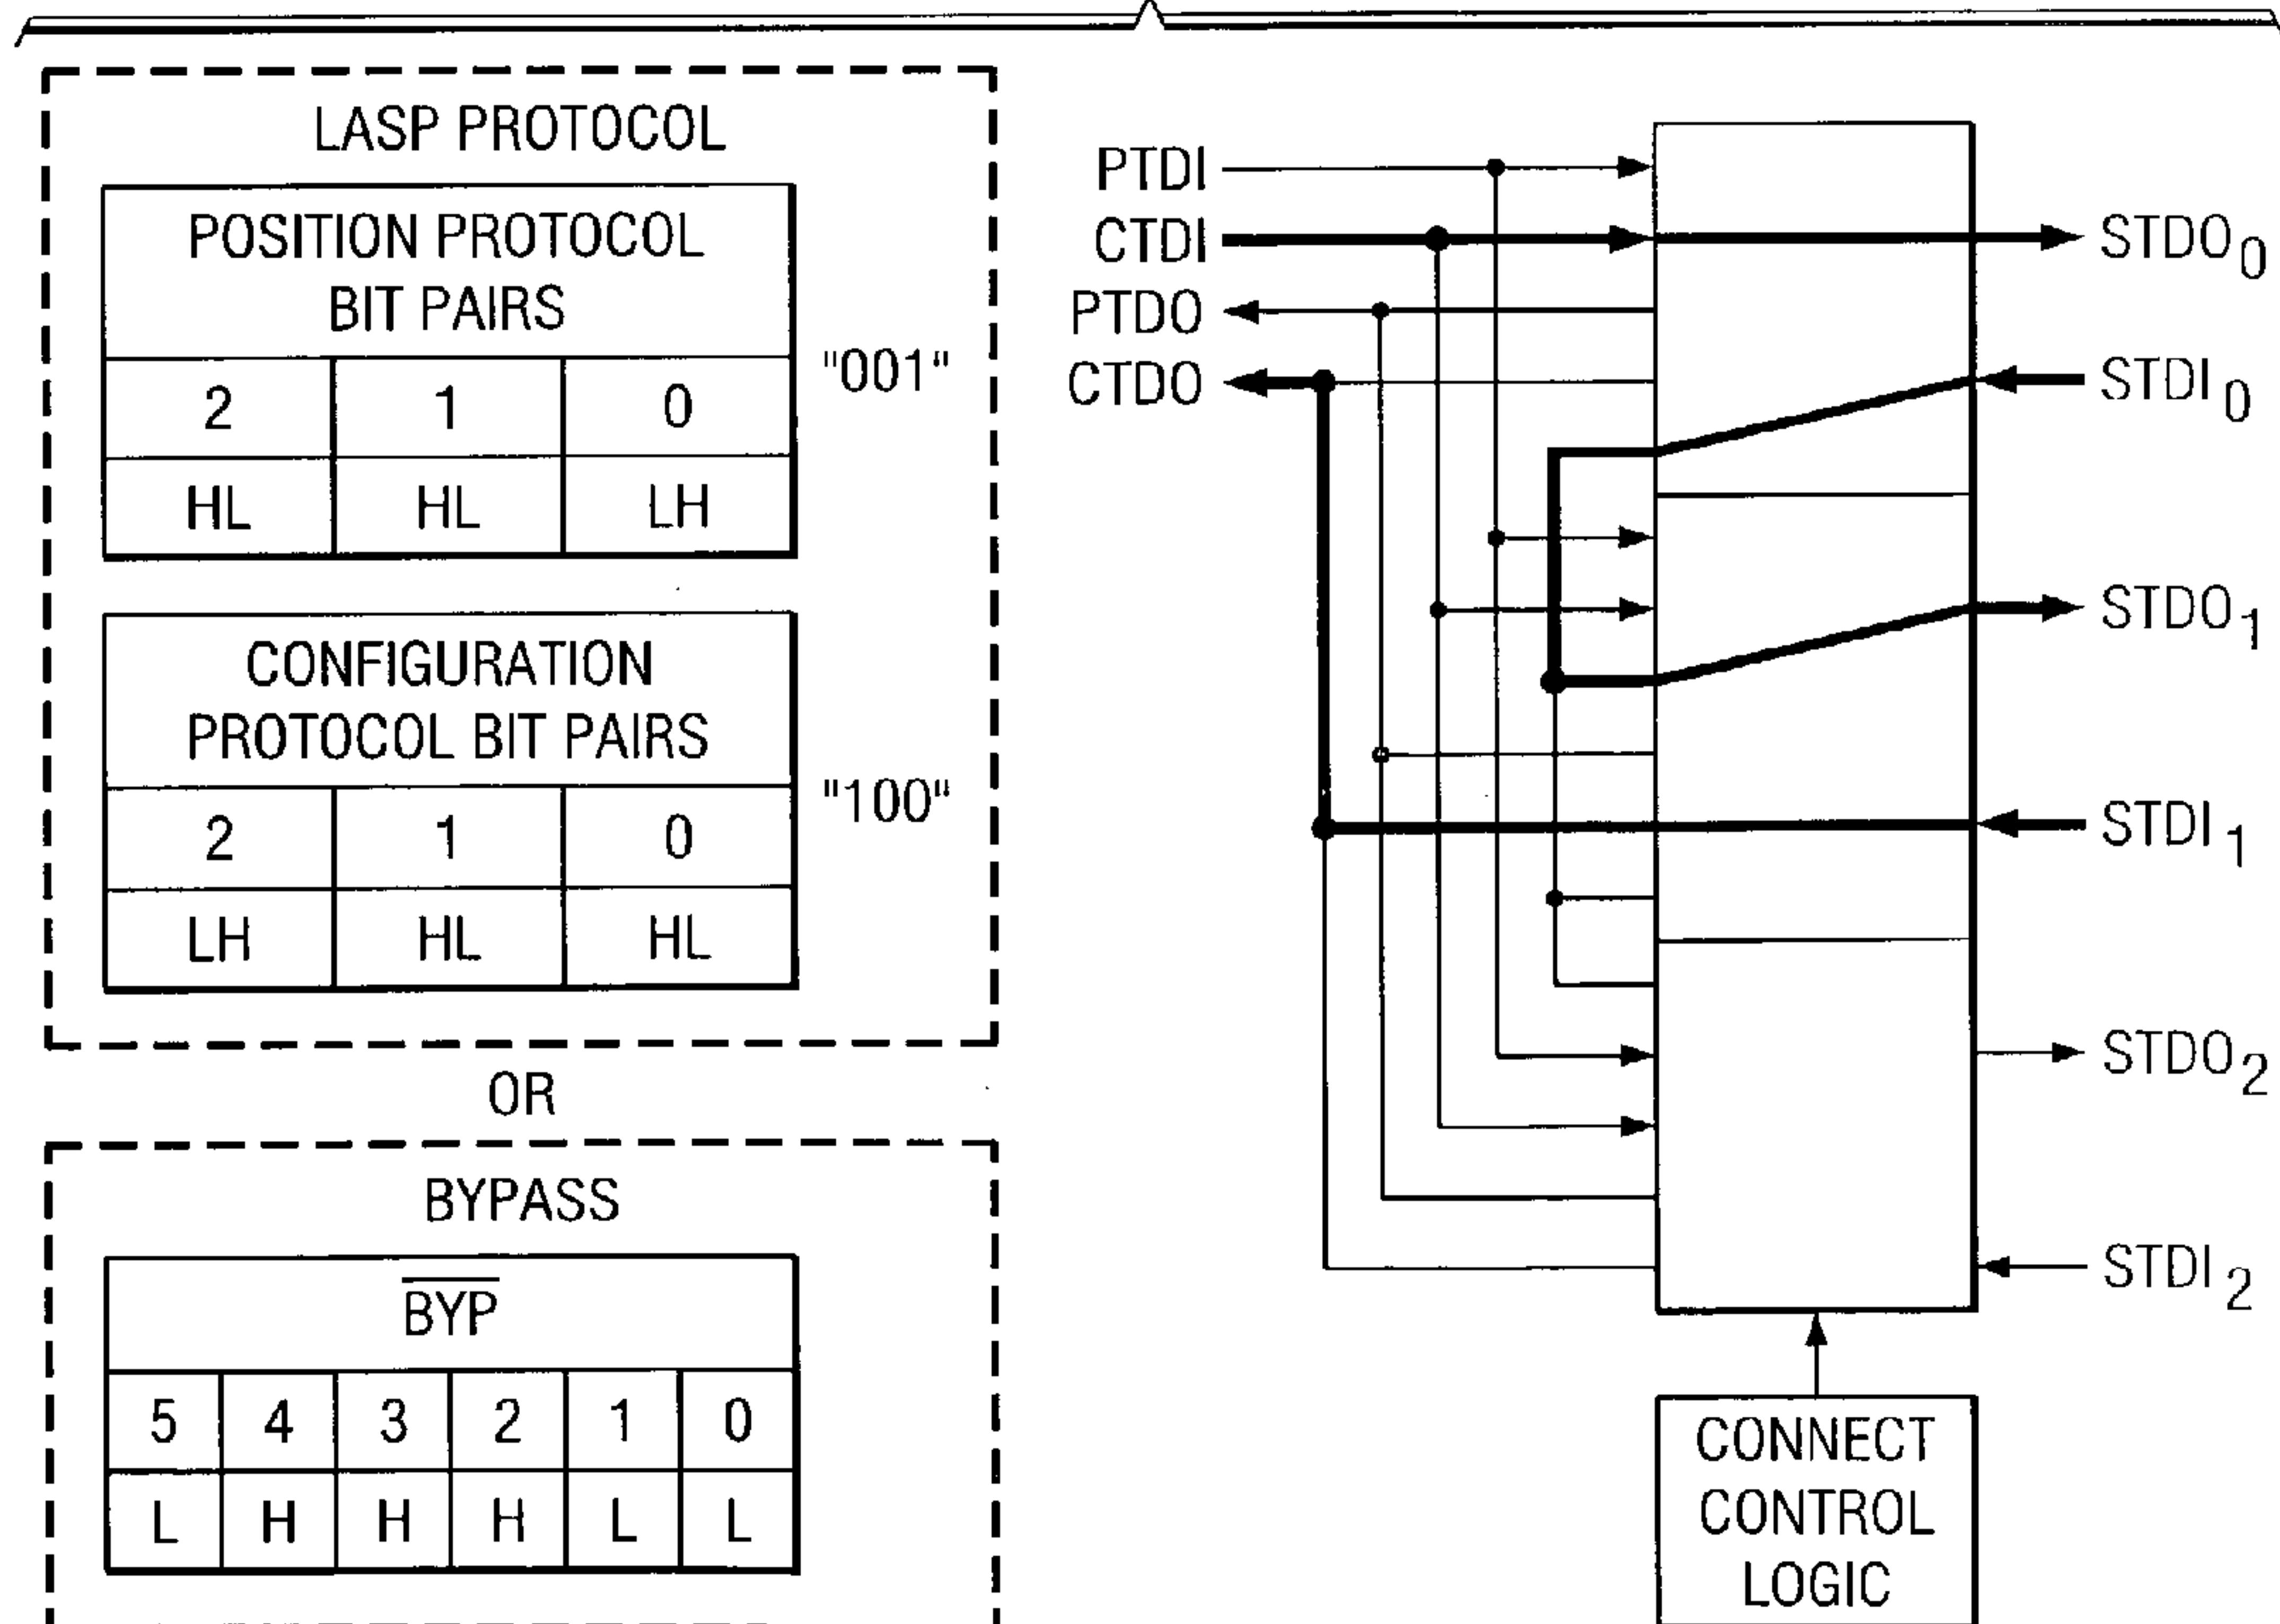 LASP PROTOCOL
POSITION PROTOCOL
BIT PAIRS
2 1 0
HL HL LH
"001"
CONFIGURATION
PROTOCOL BIT PAIRS
2 1 0
LH HL HL
"100"
OR
BYPASS
BYP
5 4 3 2 1 0
L H H H L L
PTDI
CTDI
PTDO
CTDO
STDO0
STDI0
STDO1
STDI1
STDO2
STDI2
CONNECT
CONTROL
LOGIC